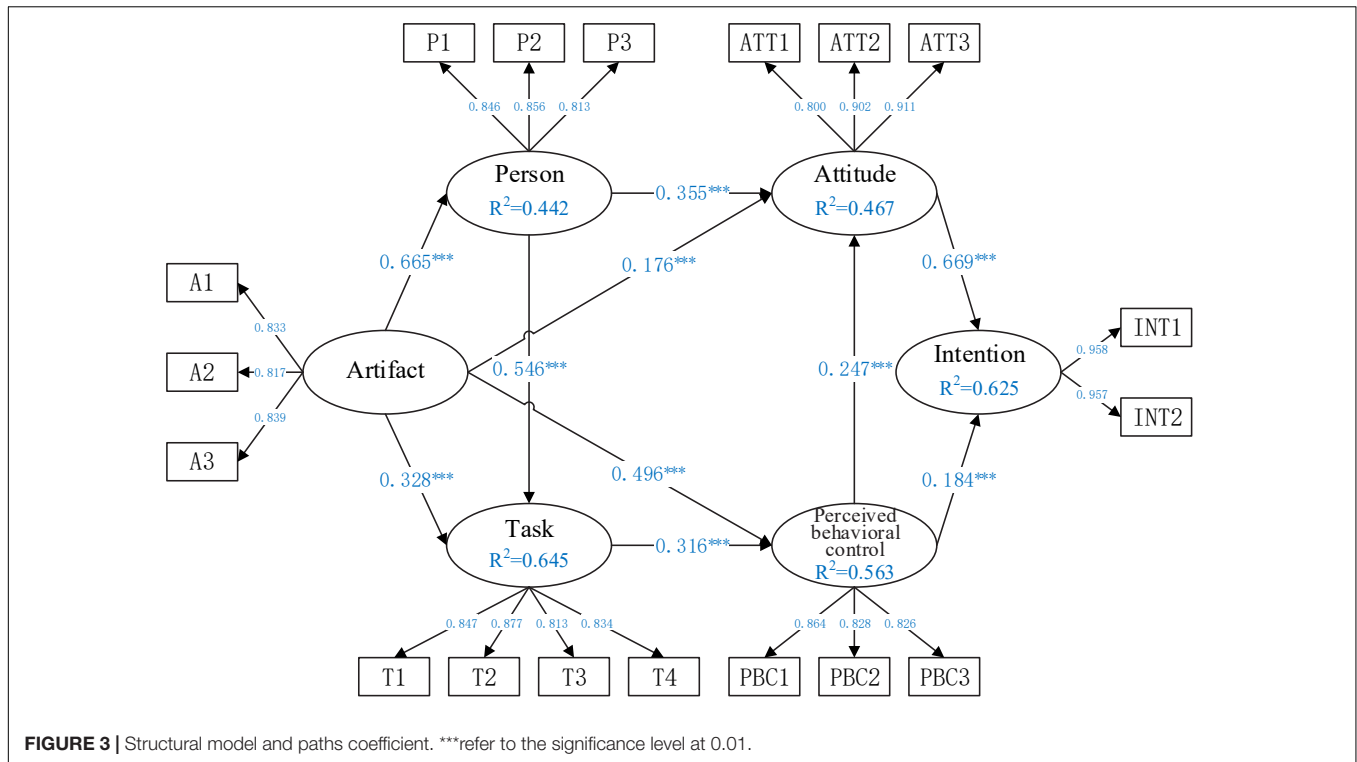 P1 P2 P3 ATT1 ATT2 ATT3
0.846 0.856 0.813 0.800 0.902 0.911
Person Attitude
R²=0.442 0.355*** R²=0.467
0.665*** 0.176*** 0.669***
A1
0.833
INT1
0.958
Artifact 0.546*** 0.247*** Intention
A2 0.817 R²=0.625
0.957
INT2
0.839
A3
0.328*** 0.496*** 0.184***
Task Perceived
behavioral
control
R²=0.645 0.316*** R²=0.563
0.847 0.877 0.813 0.834 0.864 0.828 0.826
T1 T2 T3 T4 PBC1 PBC2 PBC3
FIGURE 3 | Structural model and paths coefficient. ***refer to the significance level at 0.01.